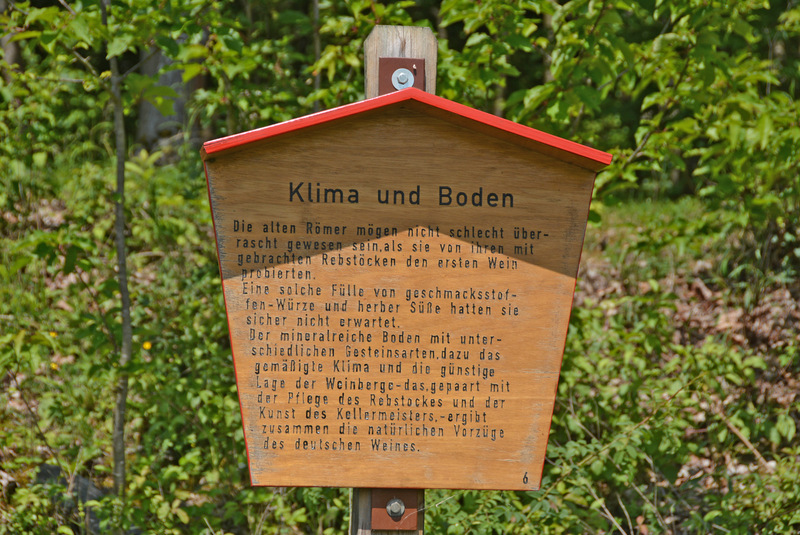 Klima und Boden
Die alten Römer mögen nicht schlecht über-
rascht gewesen sein,als sie von ihren mit
gebrachten Rebstöcken den ersten Wein
probierten.
Eine solche Fülle von geschmacksstof-
fen-Würze und herber Süße hatten sie
sicher nicht erwartet.
Der mineralreiche Boden mit unter-
schiedlichen Gesteinsarten,dazu das
gemäßigte Klima und die günstige
Lage der Weinberge-das,gepaart mit
der Pflege des Rebstockes und der
Kunst des Kellermeisters,-ergibt
zusammen die natürlichen Vorzüge
des deutschen Weines.
6